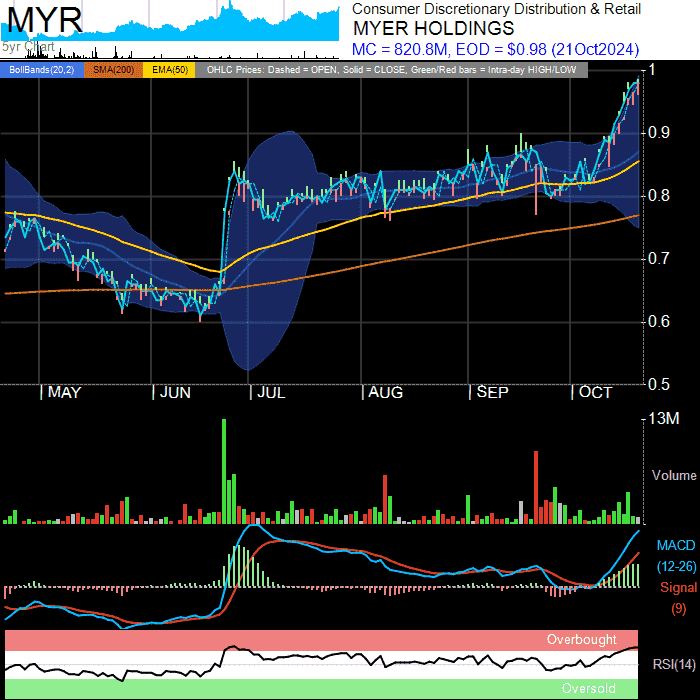 MYR
5yr Chart
Consumer Discretionary Distribution & Retail
MYER HOLDINGS
MC = 820.8M, EOD = $0.98 (21Oct2024)
BollBands(20,2) SMA(200) EMA(50) OHLC Prices: Dashed = OPEN, Solid = CLOSE, Green/Red bars = Intra-day HIGH/LOW
1
0.9
0.8
0.7
0.6
0.5
MAY JUN JUL AUG SEP OCT
13M
Volume
MACD
(12-26)
Signal
(9)
Overbought
RSI(14)
Oversold